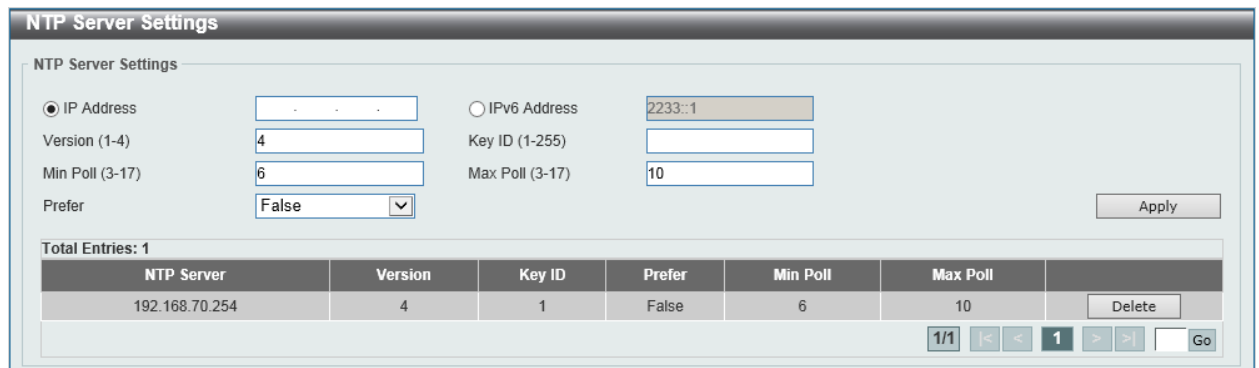 NTP Server Settings
NTP Server Settings
IP Address . . . IPv6 Address 2233::1
Version (1-4) 4 Key ID (1-255)
Min Poll (3-17) 6 Max Poll (3-17) 10
Prefer False Apply
Total Entries: 1
NTP Server Version Key ID Prefer Min Poll Max Poll
192.168.70.254 4 1 False 6 10 Delete
1/1 |< < 1 > >| Go